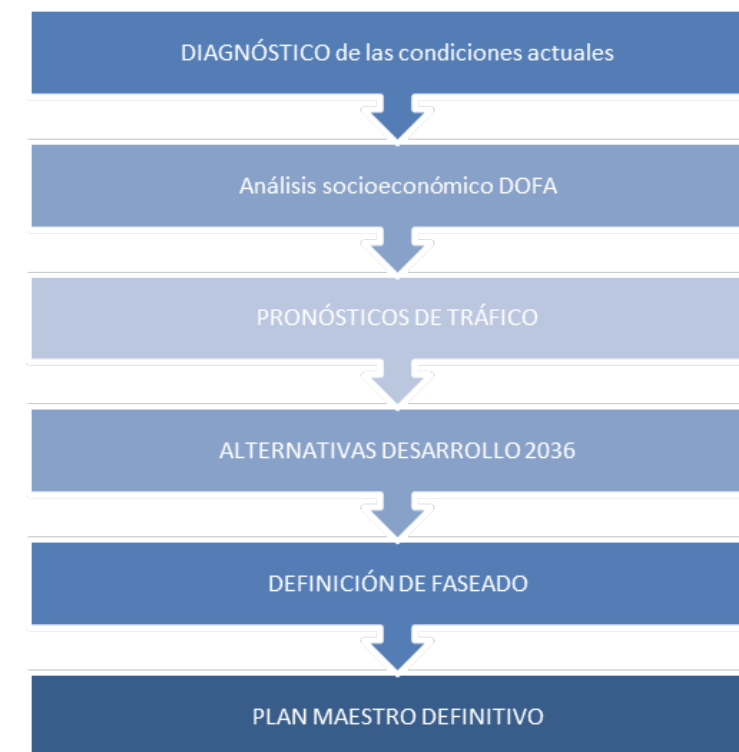 DIAGNÓSTICO de las condiciones actuales
Análisis socioeconómico DOFA
PRONÓSTICOS DE TRÁFICO
ALTERNATIVAS DESARROLLO 2036
DEFINICIÓN DE FASEADO
PLAN MAESTRO DEFINITIVO